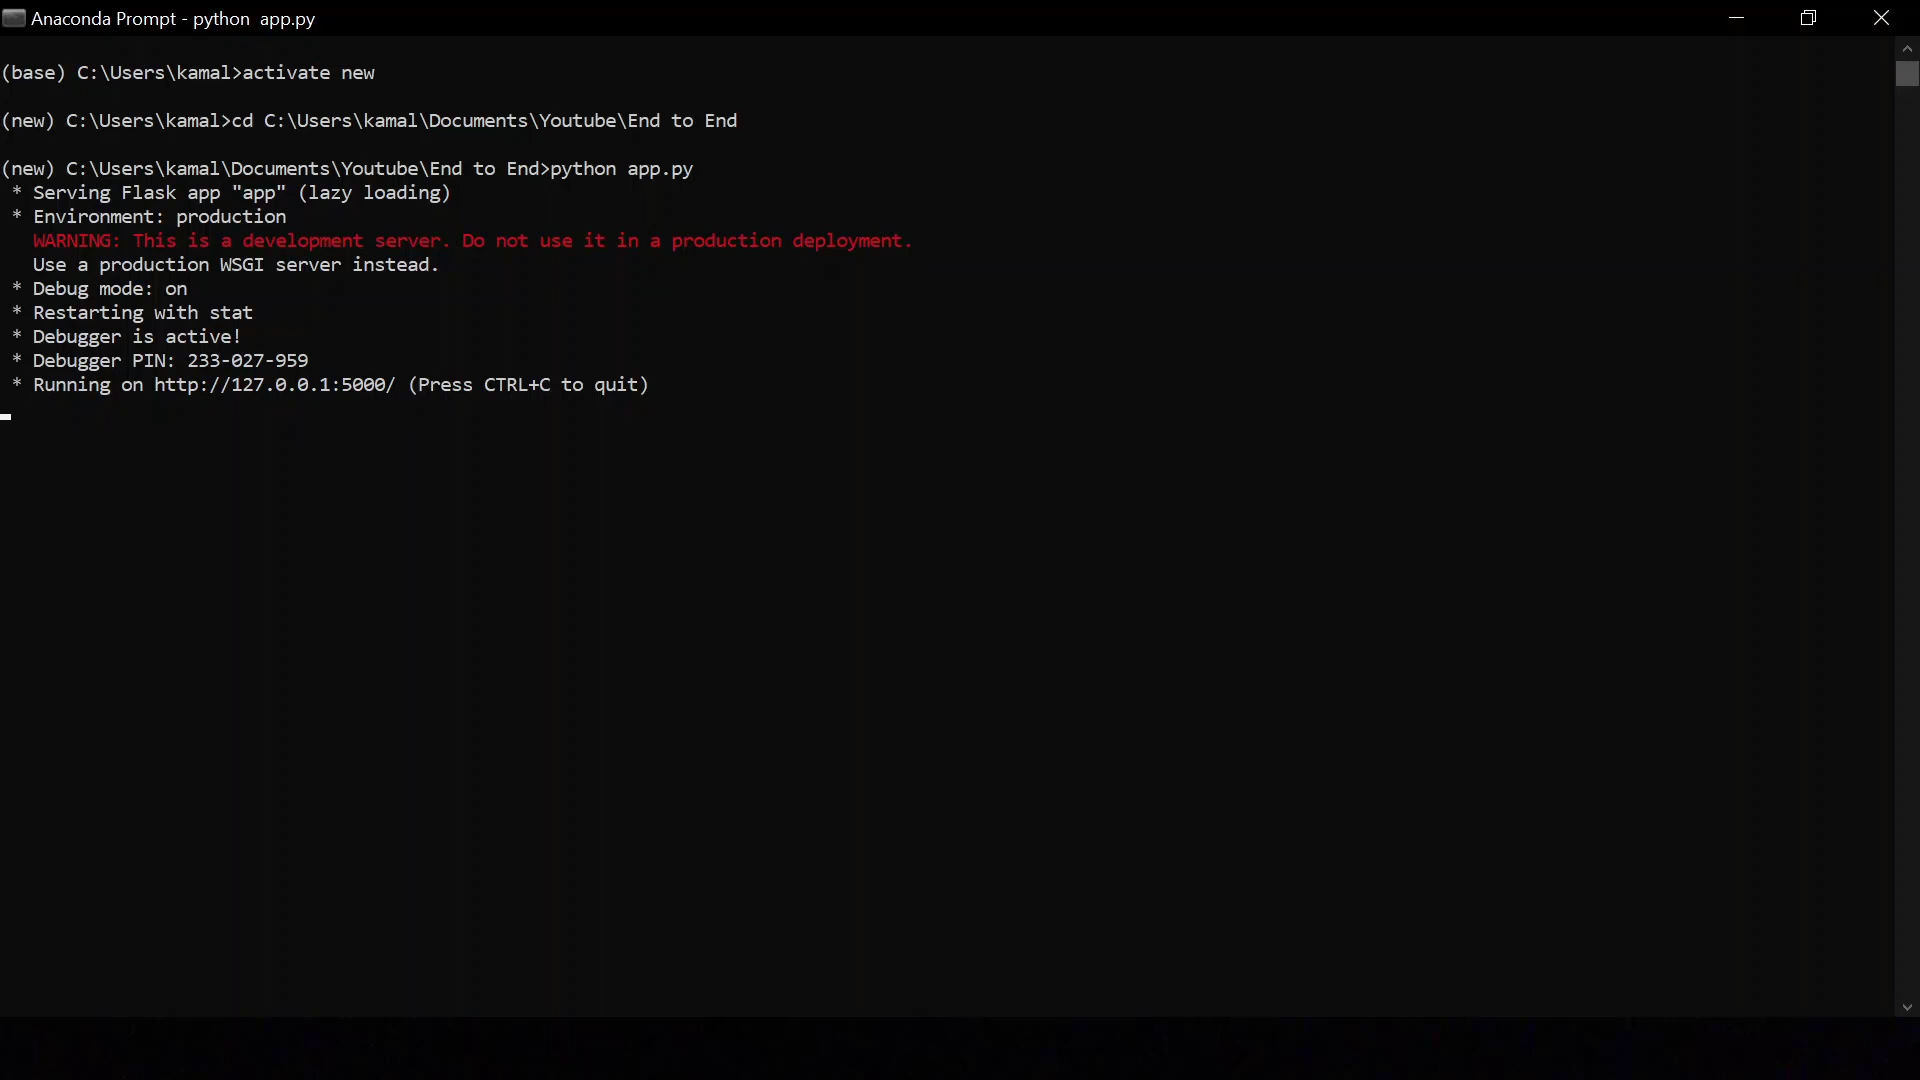 Anaconda Prompt - python  app.py
(base) C:\Users\kamal>activate new
(new) C:\Users\kamal>cd C:\Users\kamal\Documents\Youtube\End to End
(new) C:\Users\kamal\Documents\Youtube\End to End>python app.py
 * Serving Flask app "app" (lazy loading)
 * Environment: production
   WARNING: This is a development server. Do not use it in a production deployment.
   Use a production WSGI server instead.
 * Debug mode: on
 * Restarting with stat
 * Debugger is active!
 * Debugger PIN: 233-027-959
 * Running on http://127.0.0.1:5000/ (Press CTRL+C to quit)